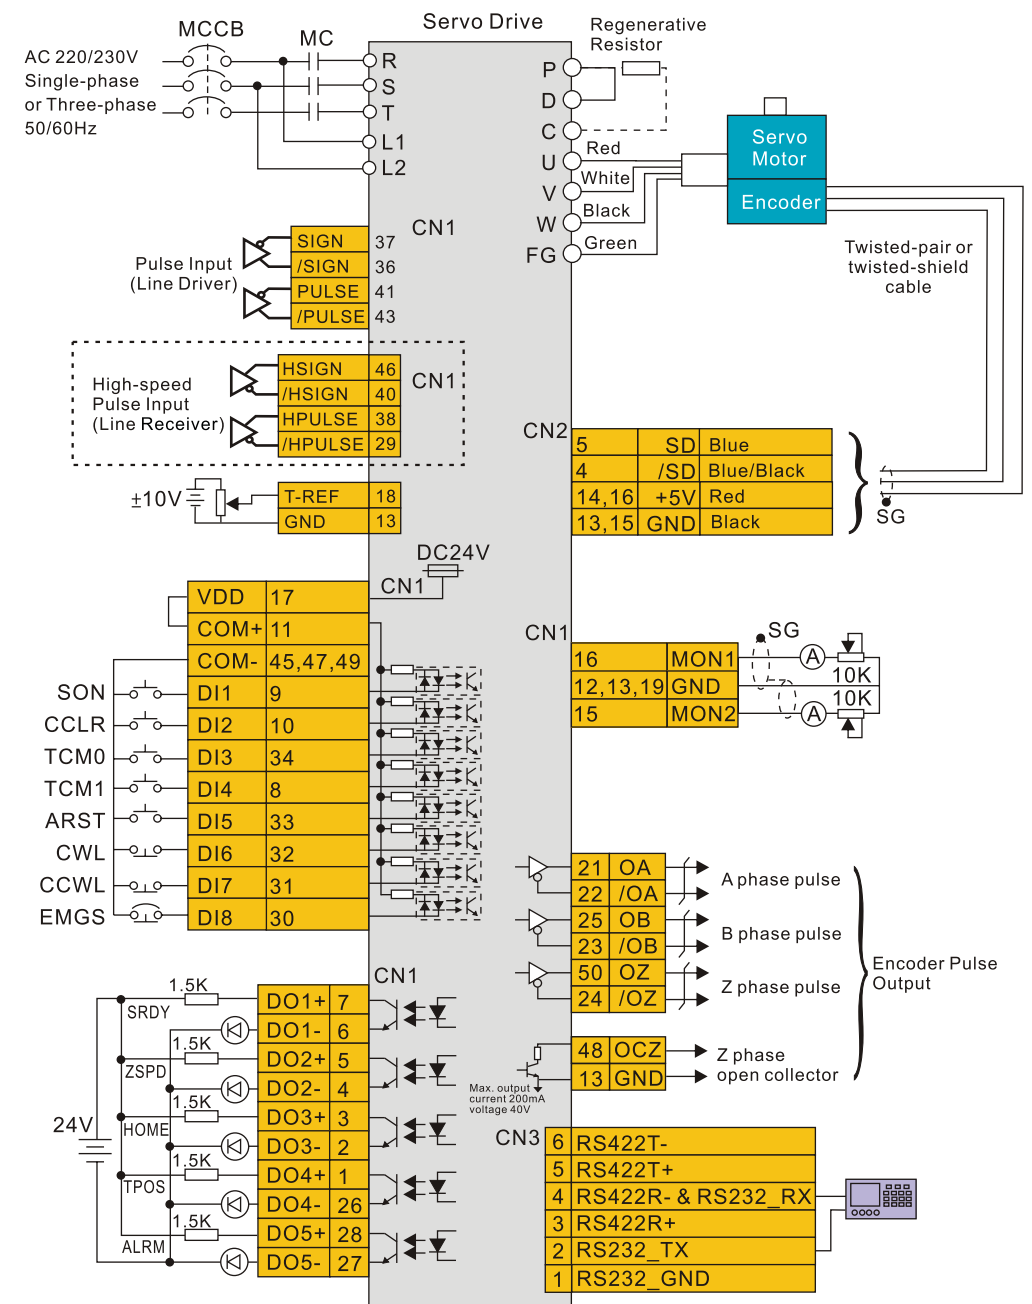 Servo Drive
MCCB
MC
AC 220/230V
Single-phase
or Three-phase
50/60Hz
R
S
T
L1
L2
Regenerative
Resistor
P
D
C
U
V
W
FG
Red
White
Black
Green
Servo
Motor
Encoder
Twisted-pair or
twisted-shield
cable
Pulse Input
(Line Driver)
CN1
SIGN 37
/SIGN 36
PULSE 41
/PULSE 43
High-speed
Pulse Input
(Line Receiver)
CN1
HSIGN 46
/HSIGN 40
HPULSE 38
/HPULSE 29
±10V
T-REF 18
GND 13
CN2
5 SD Blue
4 /SD Blue/Black
14,16 +5V Red
13,15 GND Black
SG
DC24V
CN1
VDD 17
COM+ 11
COM- 45,47,49
SON DI1 9
CCLR DI2 10
TCM0 DI3 34
TCM1 DI4 8
ARST DI5 33
CWL DI6 32
CCWL DI7 31
EMGS DI8 30
CN1
SG
16 MON1
12,13,19 GND
15 MON2
A
10K
10K
A
21 OA
22 /OA
A phase pulse
25 OB
23 /OB
B phase pulse
50 OZ
24 /OZ
Z phase pulse
Encoder Pulse
Output
48 OCZ
13 GND
Z phase
open collector
Max. output
current 200mA
voltage 40V
CN1
24V
1.5K
SRDY
DO1+ 7
DO1- 6
1.5K
ZSPD
DO2+ 5
DO2- 4
1.5K
HOME
DO3+ 3
DO3- 2
1.5K
TPOS
DO4+ 1
DO4- 26
1.5K
ALRM
DO5+ 28
DO5- 27
CN3
6 RS422T-
5 RS422T+
4 RS422R- & RS232_RX
3 RS422R+
2 RS232_TX
1 RS232_GND